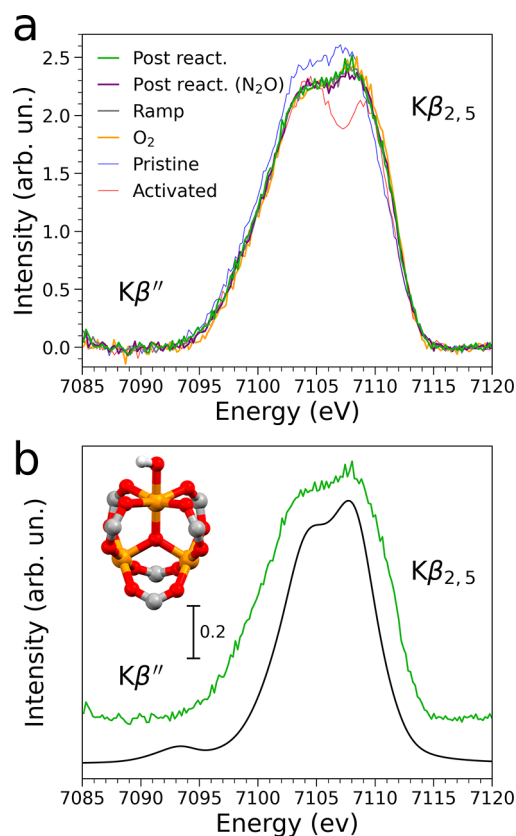 a
Intensity (arb. un.)
2.5
2.0
1.5
1.0
0.5
0.0
Post react.
Post react. (N₂O)
Ramp
O₂
Pristine
Activated
Kβ₂,₅
Kβ″
7085 7090 7095 7100 7105 7110 7115 7120
Energy (eV)
b
Intensity (arb. un.)
0.2
Kβ₂,₅
Kβ″
7085 7090 7095 7100 7105 7110 7115 7120
Energy (ev)